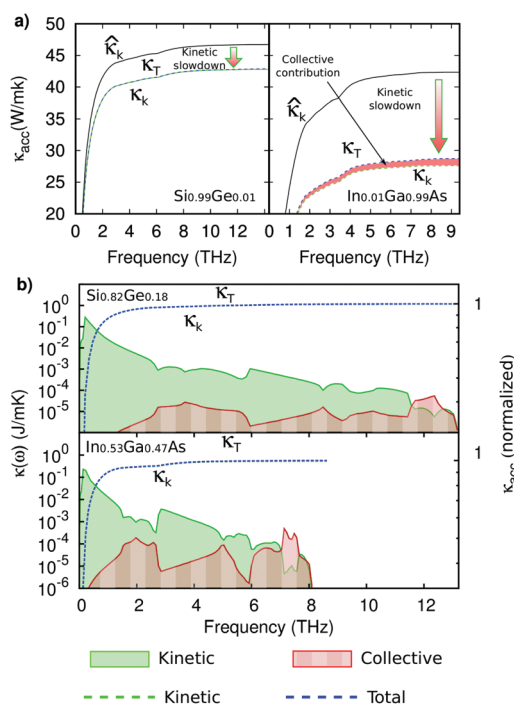 a)
κ̂k
κT
κk
Kinetic
slowdown
Si0.99Ge0.01
Collective
contribution
κ̂k
Kinetic
slowdown
κT
κk
In0.01Ga0.99As
κacc(W/mk)
50
45
40
35
30
25
20
0 2 4 6 8 10 12 14
1 2 3 4 5 6 7 8 9
Frequency (THz)
Frequency (THz)
b)
Si0.82Ge0.18
κT
κk
10^0
10^-1
10^-2
10^-3
10^-4
10^-5
1
In0.53Ga0.47As
κT
κk
10^0
10^-1
10^-2
10^-3
10^-4
10^-5
10^-6
1
κ(ω) (J/mK)
κacc (normalized)
0 2 4 6 8 10 12
Frequency (THz)
Kinetic
Collective
Kinetic
Total